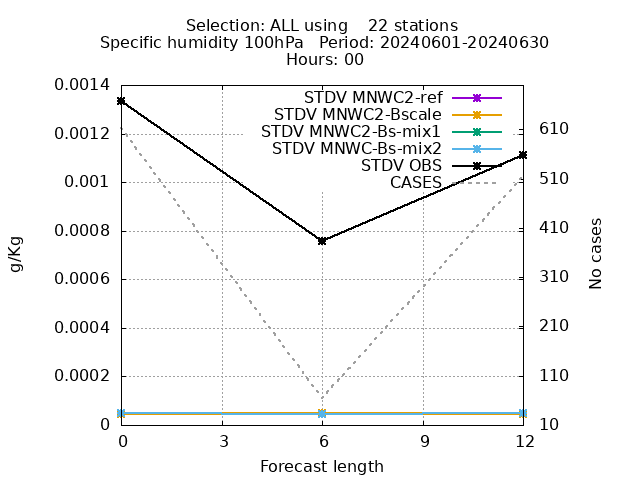 Selection: ALL using    22 stations
Specific humidity 100hPa   Period: 20240601-20240630
Hours: 00
STDV MNWC2-ref
STDV MNWC2-Bscale
STDV MNWC2-Bs-mix1
STDV MNWC-Bs-mix2
STDV OBS
CASES
0.0014
0.0012
0.001
0.0008
0.0006
0.0004
0.0002
0
g/Kg
610
510
410
310
210
110
10
No cases
0 3 6 9 12
Forecast length